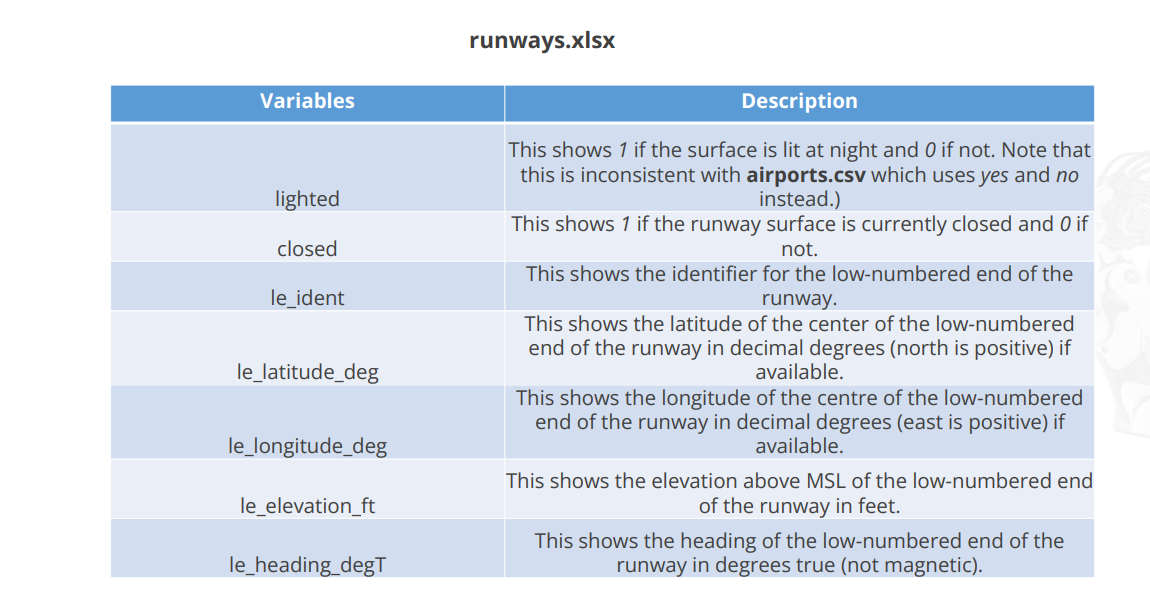 runways.xlsx
Variables
Description
lighted
This shows 1 if the surface is lit at night and 0 if not. Note that
this is inconsistent with airports.csv which uses yes and no
instead.)
closed
This shows 1 if the runway surface is currently closed and 0 if
not.
le_ident
This shows the identifier for the low-numbered end of the
runway.
le_latitude_deg
This shows the latitude of the center of the low-numbered
end of the runway in decimal degrees (north is positive) if
available.
le_longitude_deg
This shows the longitude of the centre of the low-numbered
end of the runway in decimal degrees (east is positive) if
available.
le_elevation_ft
This shows the elevation above MSL of the low-numbered end
of the runway in feet.
le_heading_degT
This shows the heading of the low-numbered end of the
runway in degrees true (not magnetic).